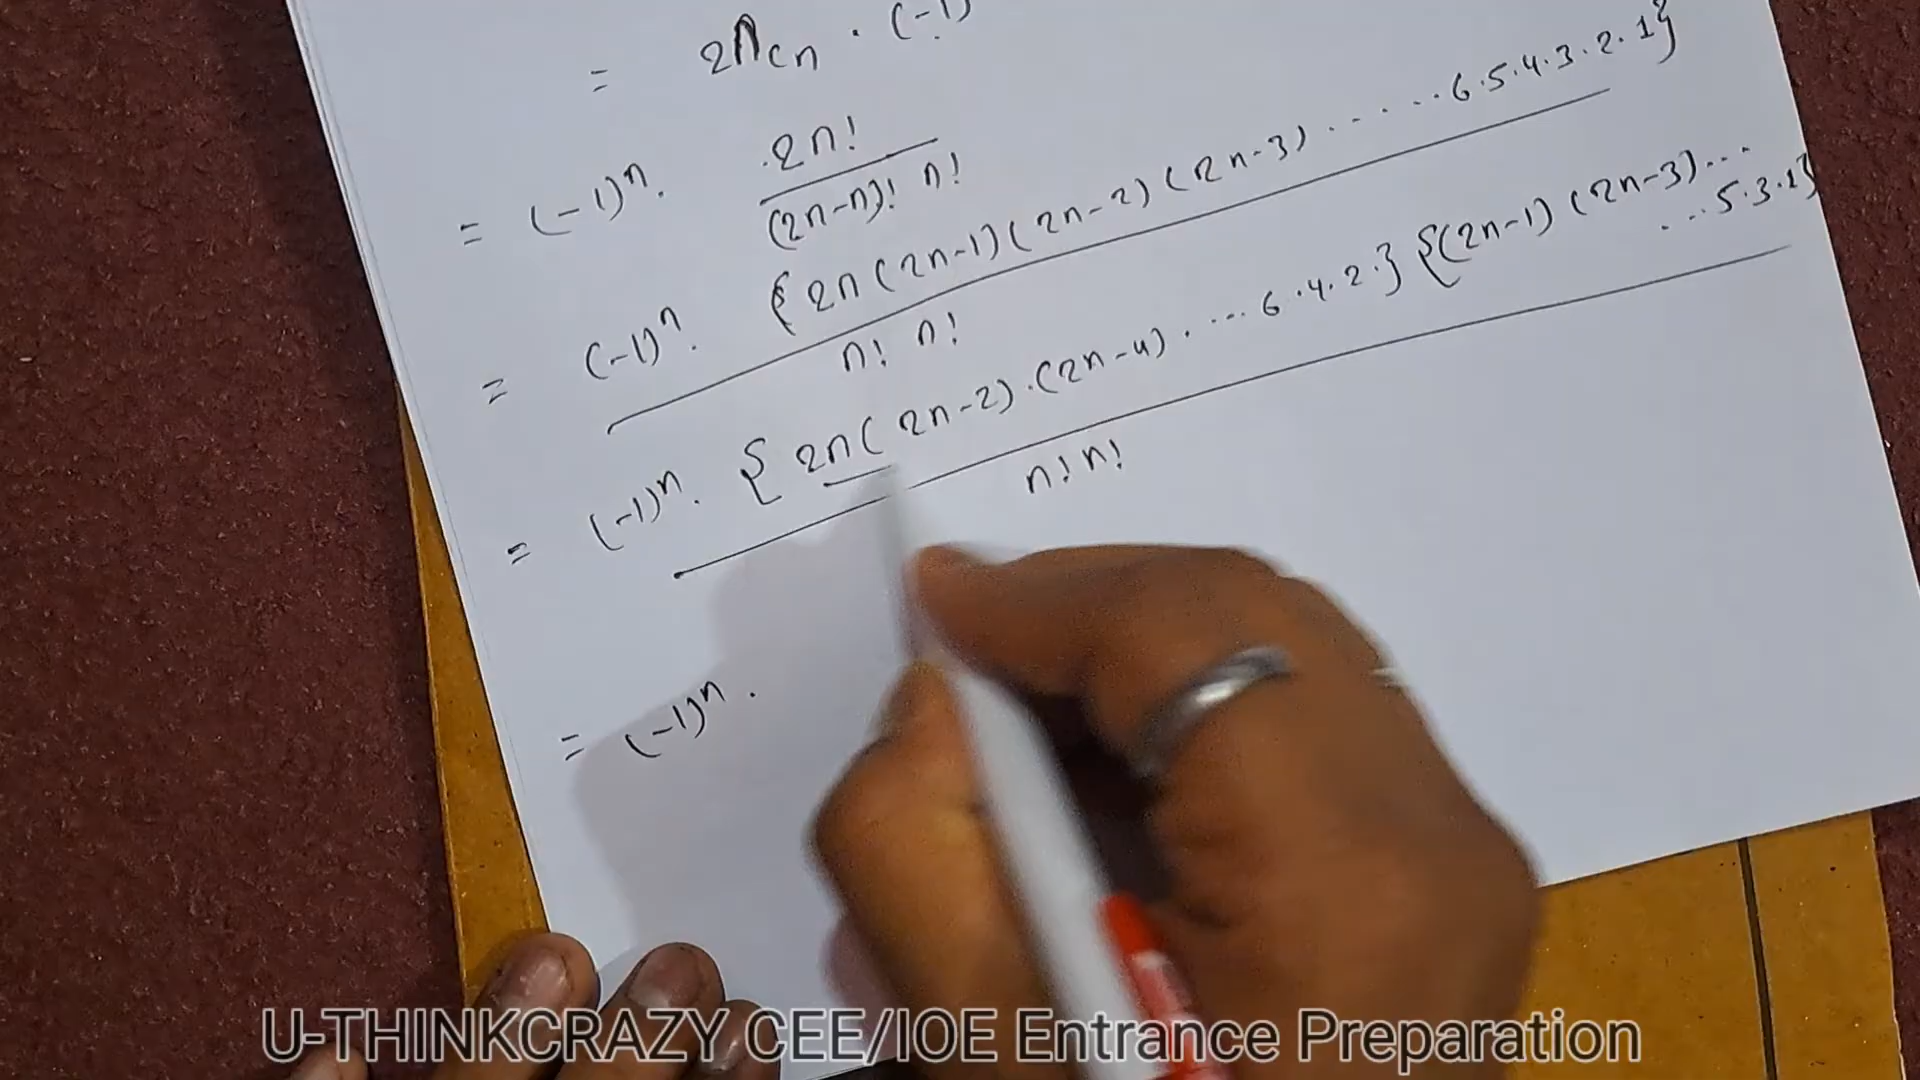 = 2nCn . (-1)
= (-1)^n . 2n! / (2n-n)! n!
= (-1)^n . {2n(2n-1)(2n-2)(2n-3)......6.5.4.3.2.1} / n! n!
= (-1)^n . {2n(2n-2).(2n-4)....6.4.2.}{(2n-1)(2n-3).....5.3.1} / n! n!
= (-1)^n .
U-THINKCRAZY CEE/IOE Entrance Preparation